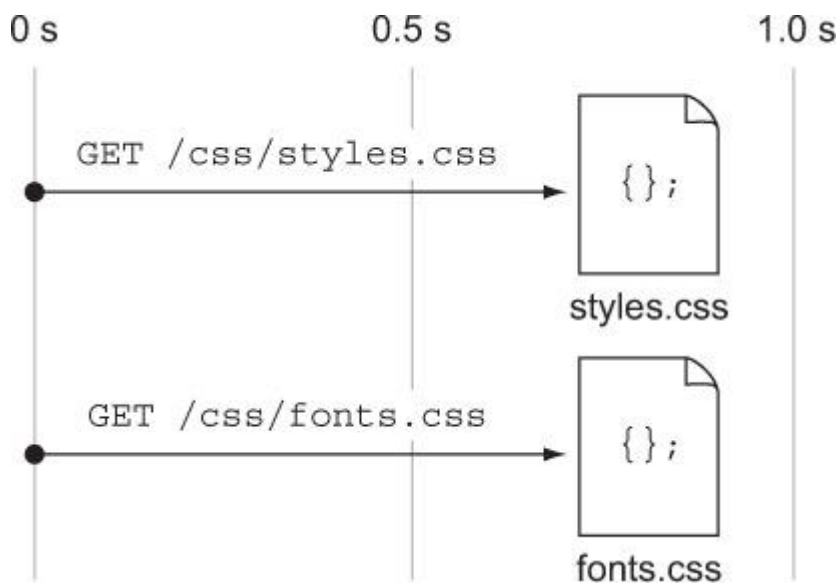 0 s 0.5 s 1.0 s
GET /css/styles.css
{};
styles.css
GET /css/fonts.css
{};
fonts.css